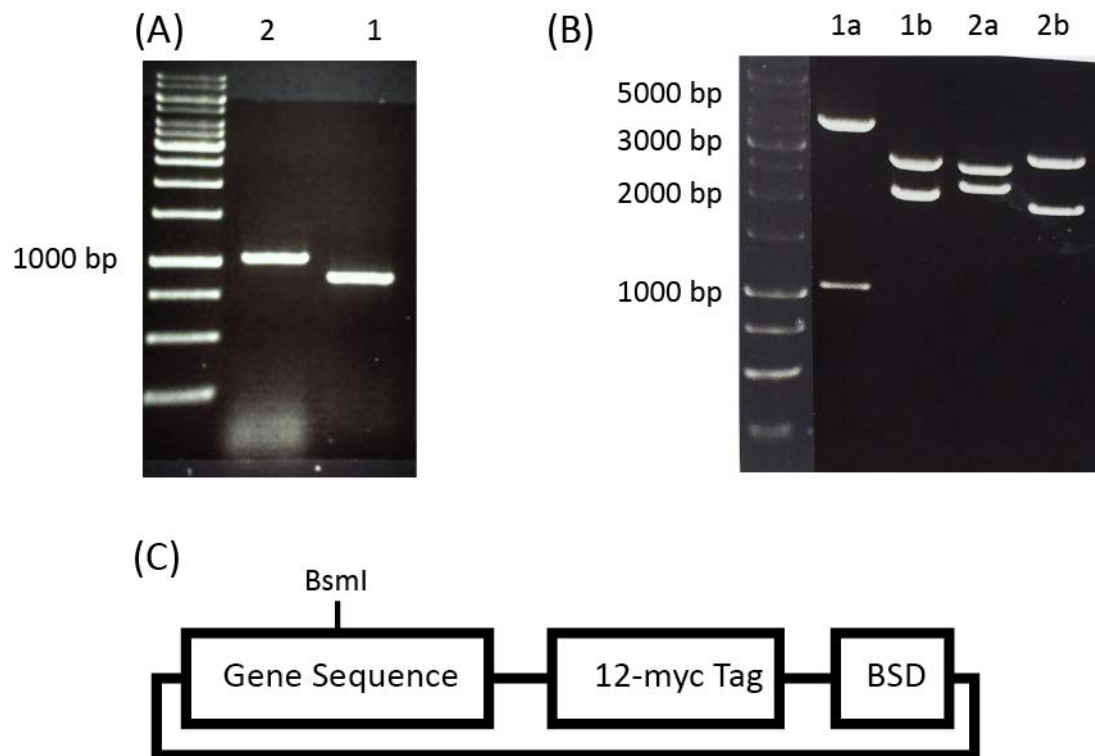 (A)
2 1
1000 bp
(B)
1a 1b 2a 2b
5000 bp
3000 bp
2000 bp
1000 bp
(C)
BsmI
Gene Sequence
12-myc Tag
BSD